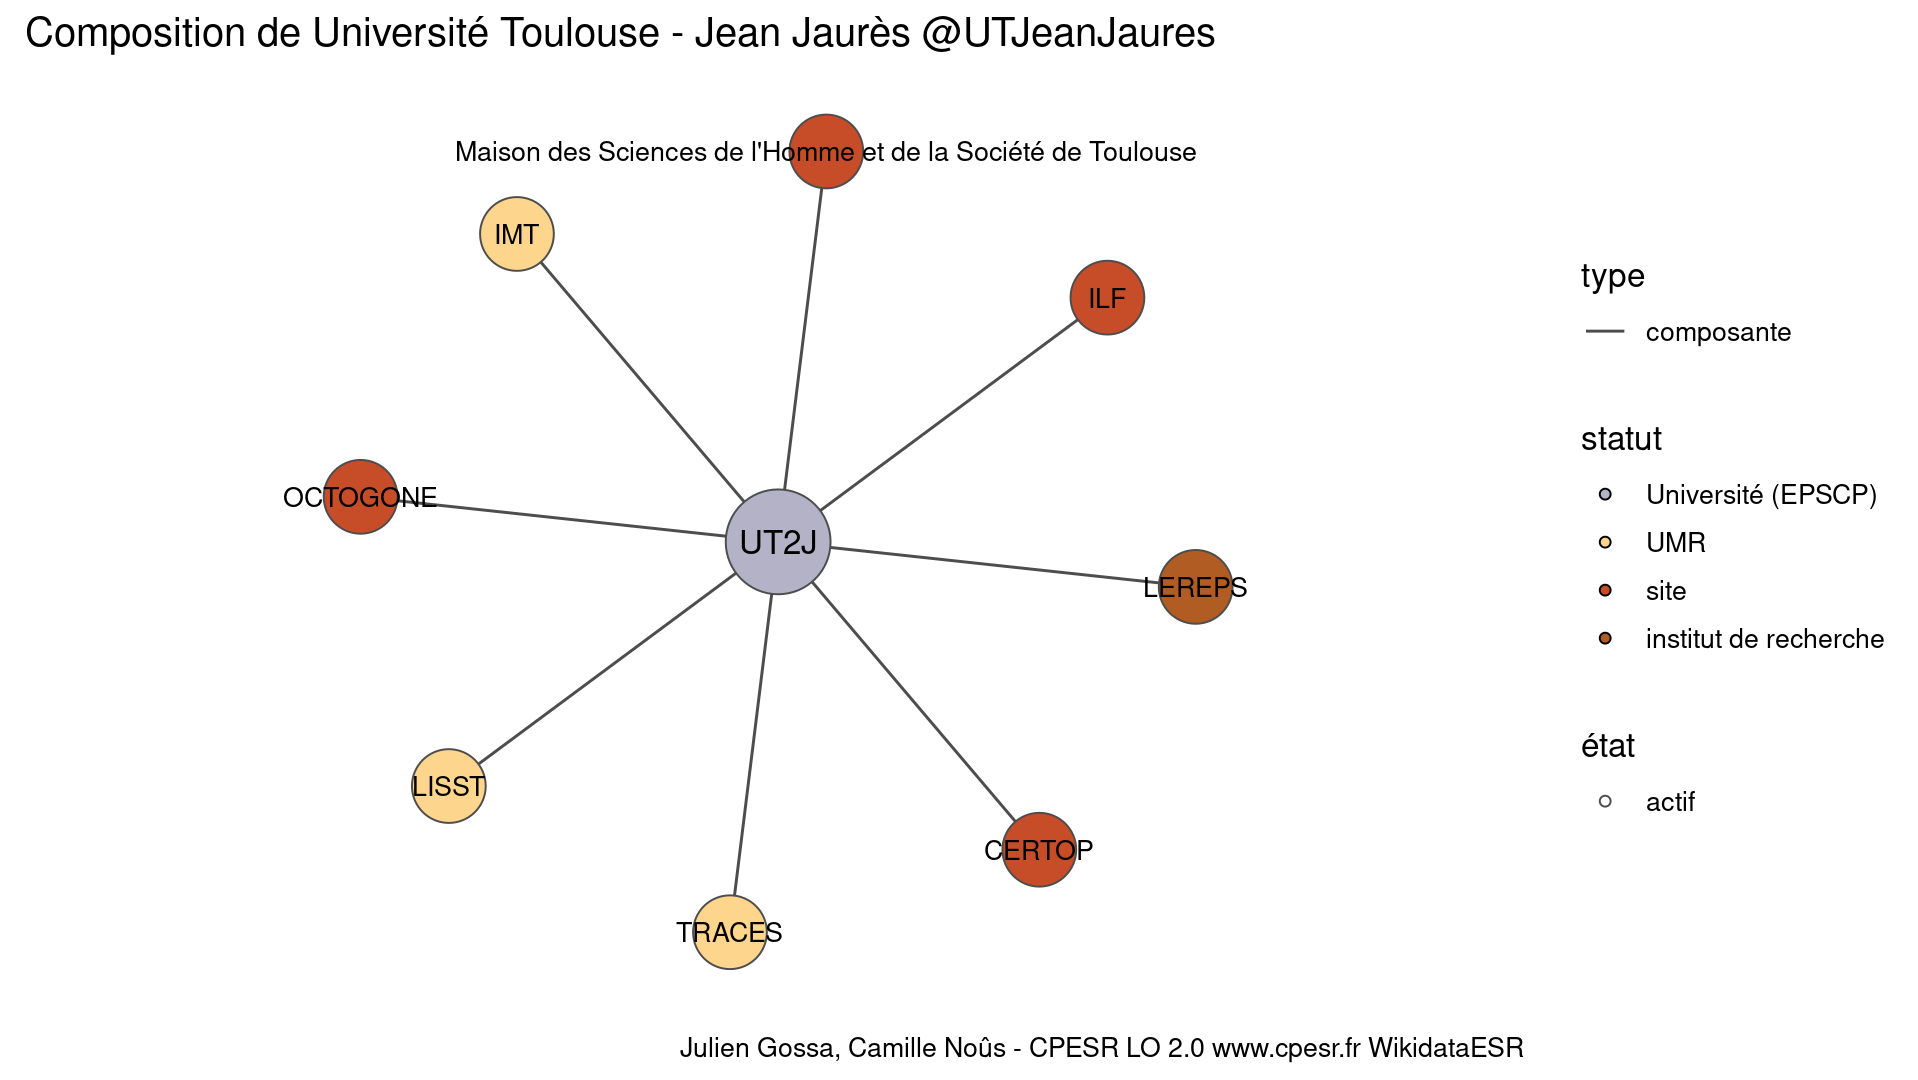 Composition de Université Toulouse - Jean Jaurès @UTJeanJaures
Maison des Sciences de l'Homme et de la Société de Toulouse
IMT
ILF
OCTOGONE
UT2J
LEREPS
LISST
CERTOP
TRACES
type
composante
statut
Université (EPSCP)
UMR
site
institut de recherche
état
actif
Julien Gossa, Camille Noûs - CPESR LO 2.0 www.cpesr.fr WikidataESR